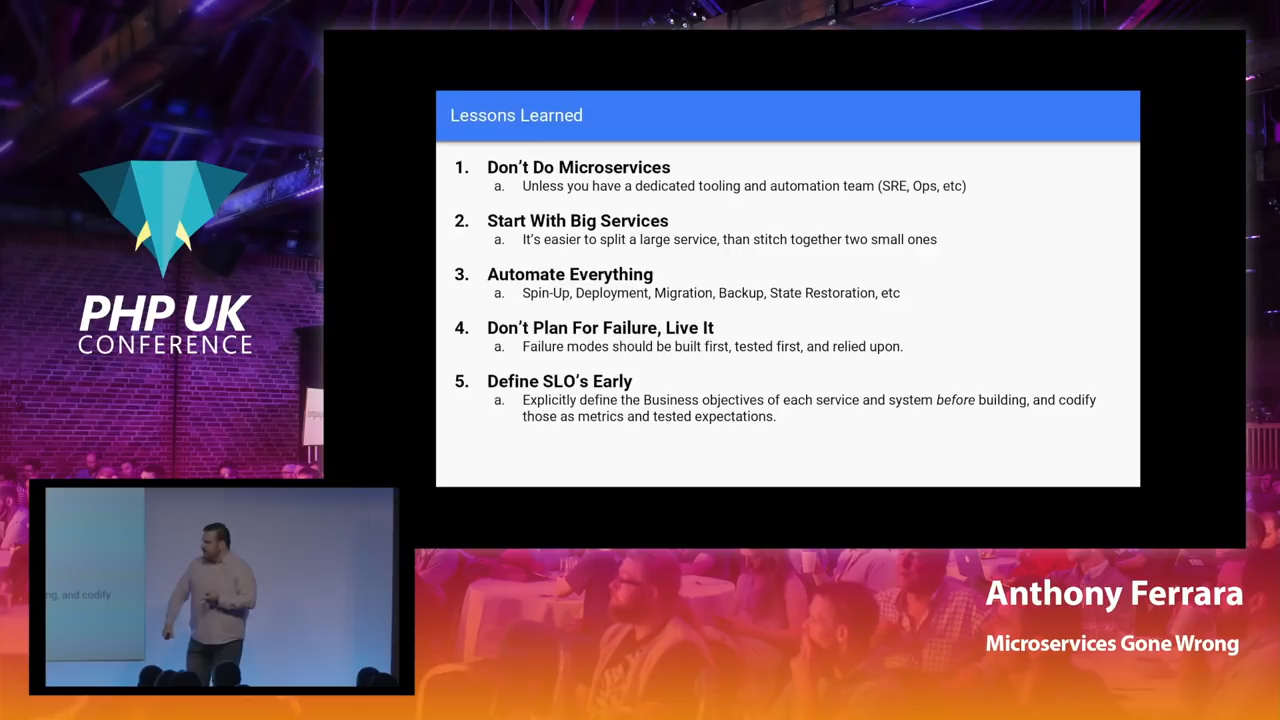 Lessons Learned
1. Don't Do Microservices
a. Unless you have a dedicated tooling and automation team (SRE, Ops, etc)
2. Start With Big Services
a. It's easier to split a large service, than stitch together two small ones
3. Automate Everything
a. Spin-Up, Deployment, Migration, Backup, State Restoration, etc
4. Don't Plan For Failure, Live It
a. Failure modes should be built first, tested first, and relied upon.
5. Define SLO's Early
a. Explicitly define the Business objectives of each service and system before building, and codify
those as metrics and tested expectations.
PHP UK
CONFERENCE
ng, and codify
Anthony Ferrara
Microservices Gone Wrong